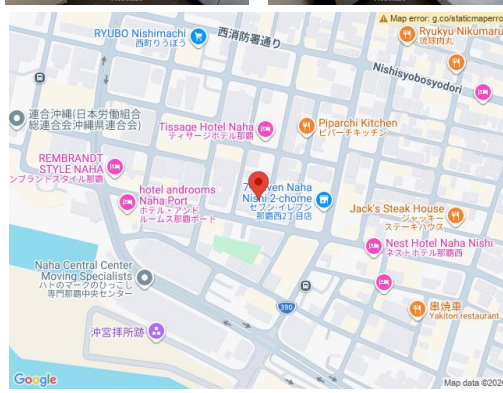 Map error: g.co/staticmaperro
RYUBO Nishimachi
西町りうぼう
西消防署通り
Ryukyu Nikumaru
琉球肉丸
Nishisyobosyodori
連合沖縄(日本労働組合
総連合会沖縄県連合会)
Tissage Hotel Naha
ティサージホテル那覇
Piparchi Kitchen
ピパーチキッチン
REMBRANDT
STYLE NAHA
ンブラントスタイル那覇
hotel androoms
Naha Port
ホテル・アンド
ルームス那覇ポート
7-Eleven Naha
Nishi 2-chome
セブン-イレブン
那覇西2丁目店
Jack's Steak House
ジャッキー
ステーキハウス
Nest Hotel Naha Nishi
ネストホテル那覇西
Naha Central Center
Moving Specialists
ハトのマークのひっこし
専門那覇中央センター
390
串焼車
Yakitori restaurant
沖宮拝所跡
Google
Map data ©2026